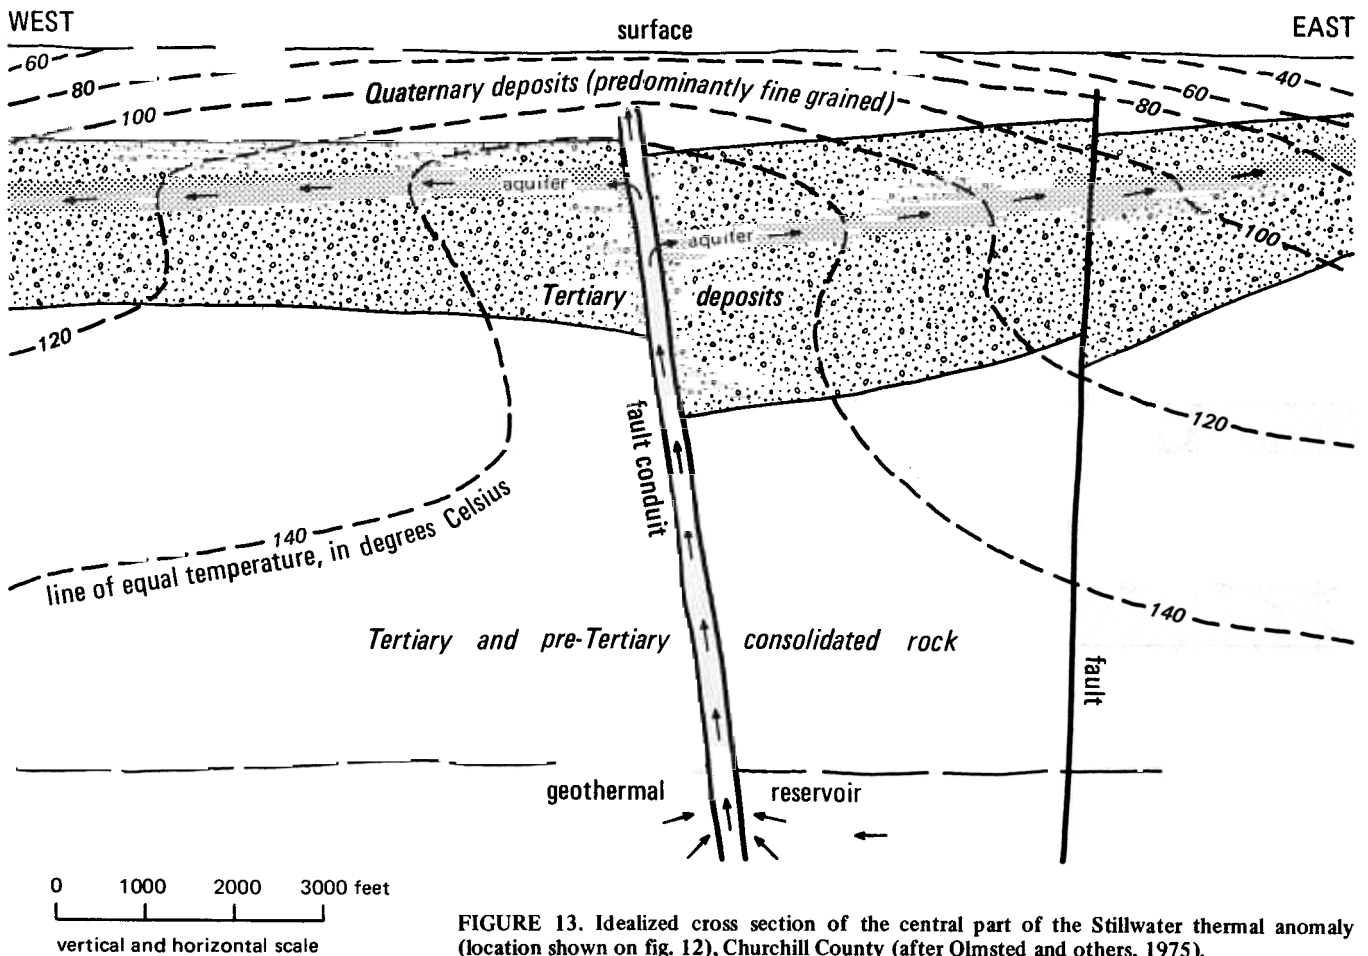 WEST
EAST
surface
60
80
100
Quaternary deposits (predominantly fine grained)
40
60
80
aquifer
aquifer
100
Tertiary deposits
120
120
fault conduit
140
line of equal temperature, in degrees Celsius
140
Tertiary and pre-Tertiary consolidated rock
fault
geothermal reservoir
0 1000 2000 3000 feet
vertical and horizontal scale
FIGURE 13. Idealized cross section of the central part of the Stillwater thermal anomaly
(location shown on fig. 12), Churchill County (after Olmsted and others, 1975).